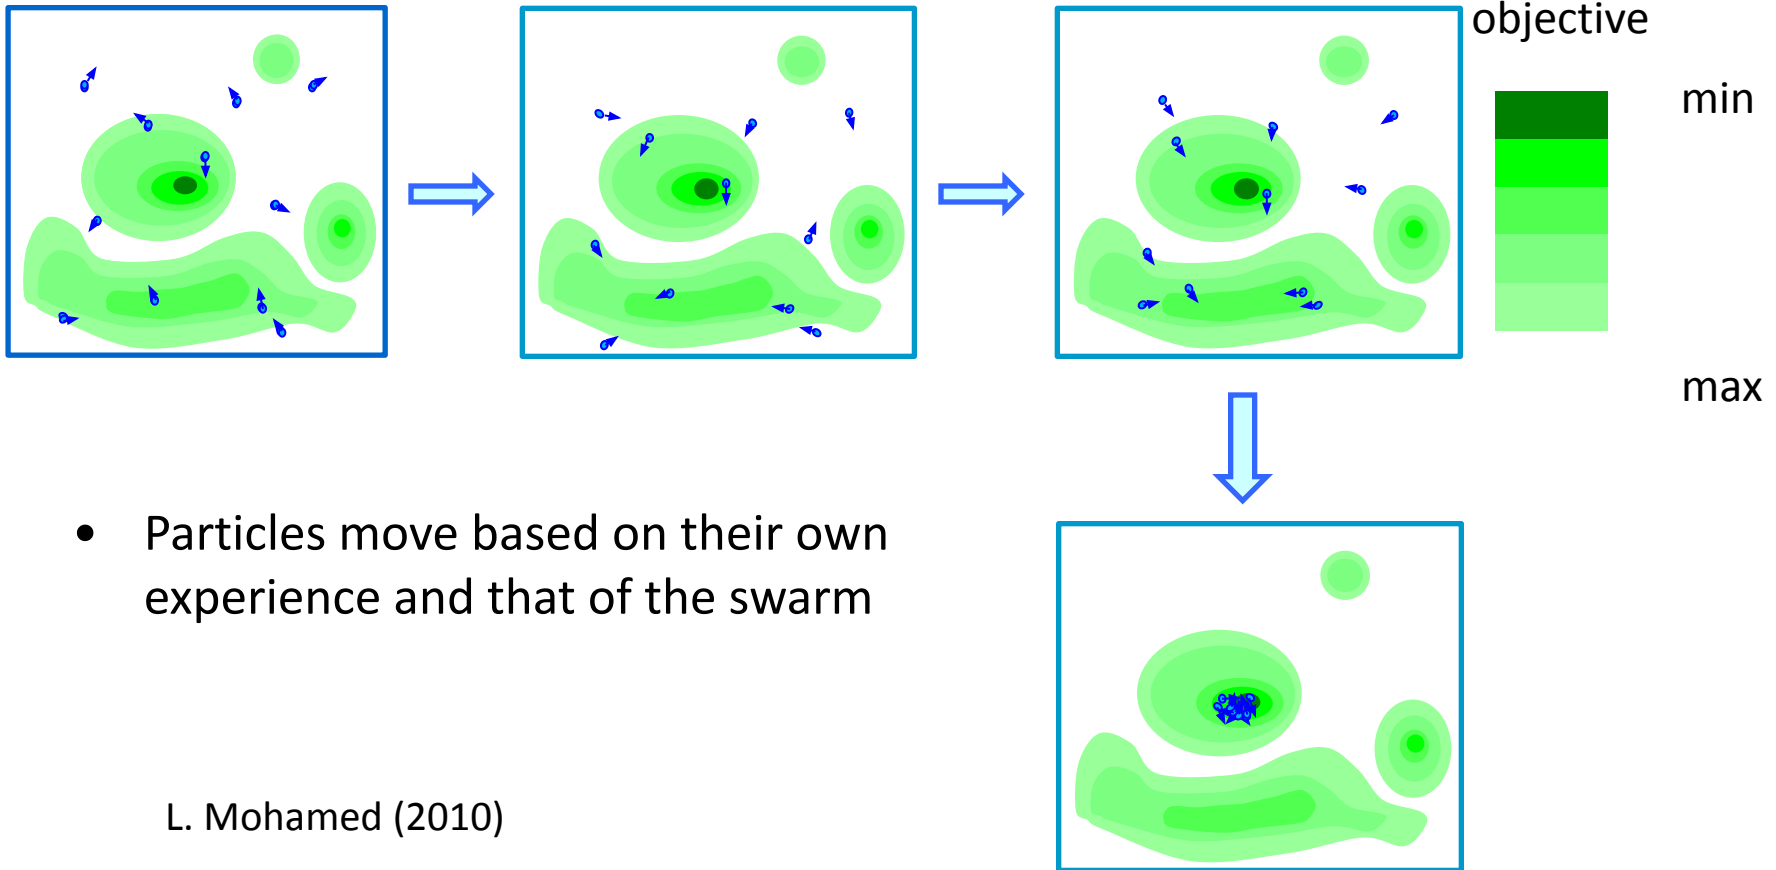 objective
min
max
• Particles move based on their own
experience and that of the swarm
L. Mohamed (2010)